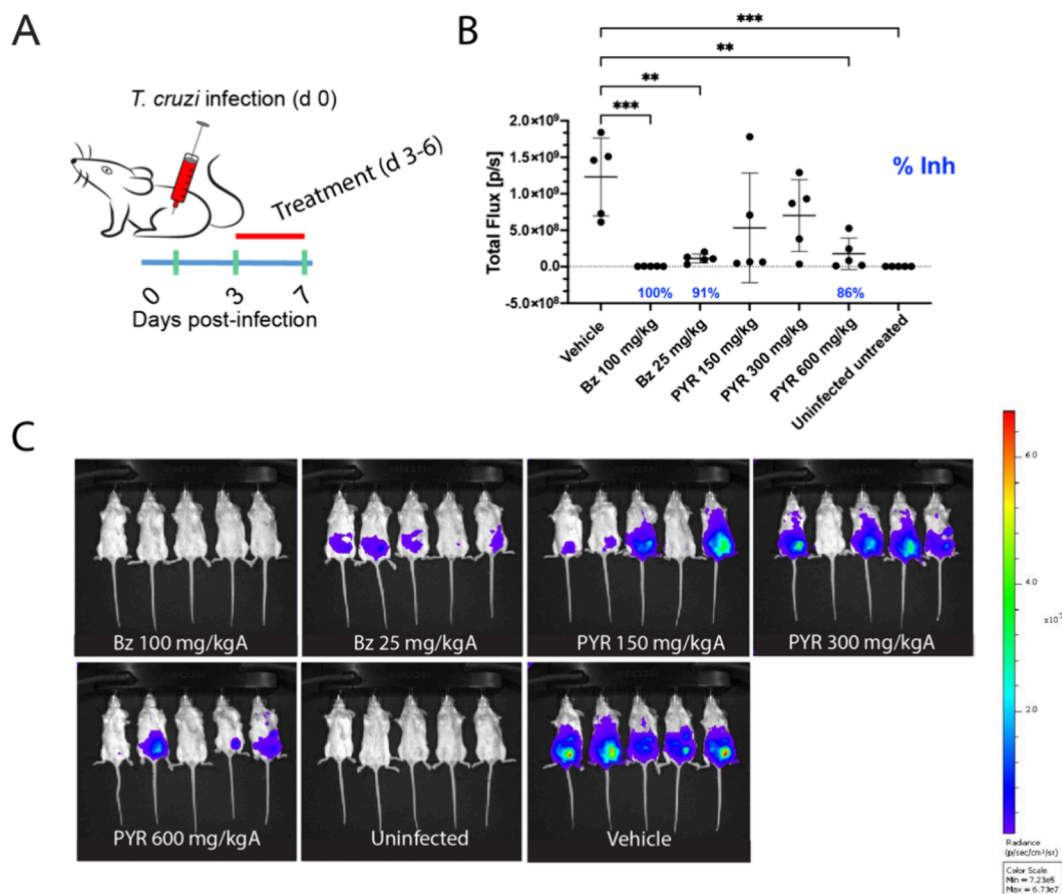 A
T. cruzi infection (d 0)
Treatment (d 3-6)
0
3
7
Days post-infection
B
***
**
**
***
2.0×10⁹
1.5×10⁹
1.0×10⁹
5.0×10⁸
0.0
-5.0×10⁸
Total Flux [p/s]
% Inh
100%
91%
86%
Vehicle
Bz 100 mg/kg
Bz 25 mg/kg
PYR 150 mg/kg
PYR 300 mg/kg
PYR 600 mg/kg
Uninfected untreated
C
Bz 100 mg/kgA
Bz 25 mg/kgA
PYR 150 mg/kgA
PYR 300 mg/kgA
PYR 600 mg/kgA
Uninfected
Vehicle
6.0
2.0
Radiance
(p/sec/cm²/sr)
Color Scale
Min = 7.23e5
Max = 6.73e7